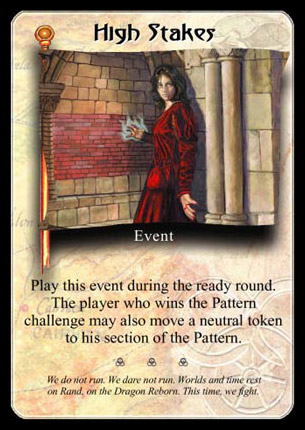 High Stakes
Event
Play this event during the ready round.
The player who wins the Pattern
challenge may also move a neutral token
to his section of the Pattern.
We do not run. We dare not run. Worlds and time rest
on Rand, on the Dragon Reborn. This time, we fight.